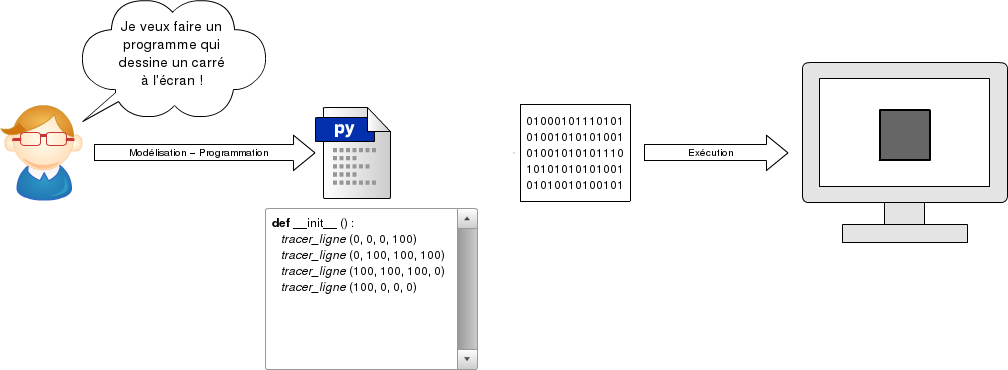 Je veux faire un
programme qui
dessine un carré
à l'écran !
Modélisation – Programmation
py
def __init__ () :
tracer_ligne (0, 0, 0, 100)
tracer_ligne (0, 100, 100, 100)
tracer_ligne (100, 100, 100, 0)
tracer_ligne (100, 0, 0, 0)
01000101110101
01001010101001
01001010101110
10101010101001
01010010100101
Exécution